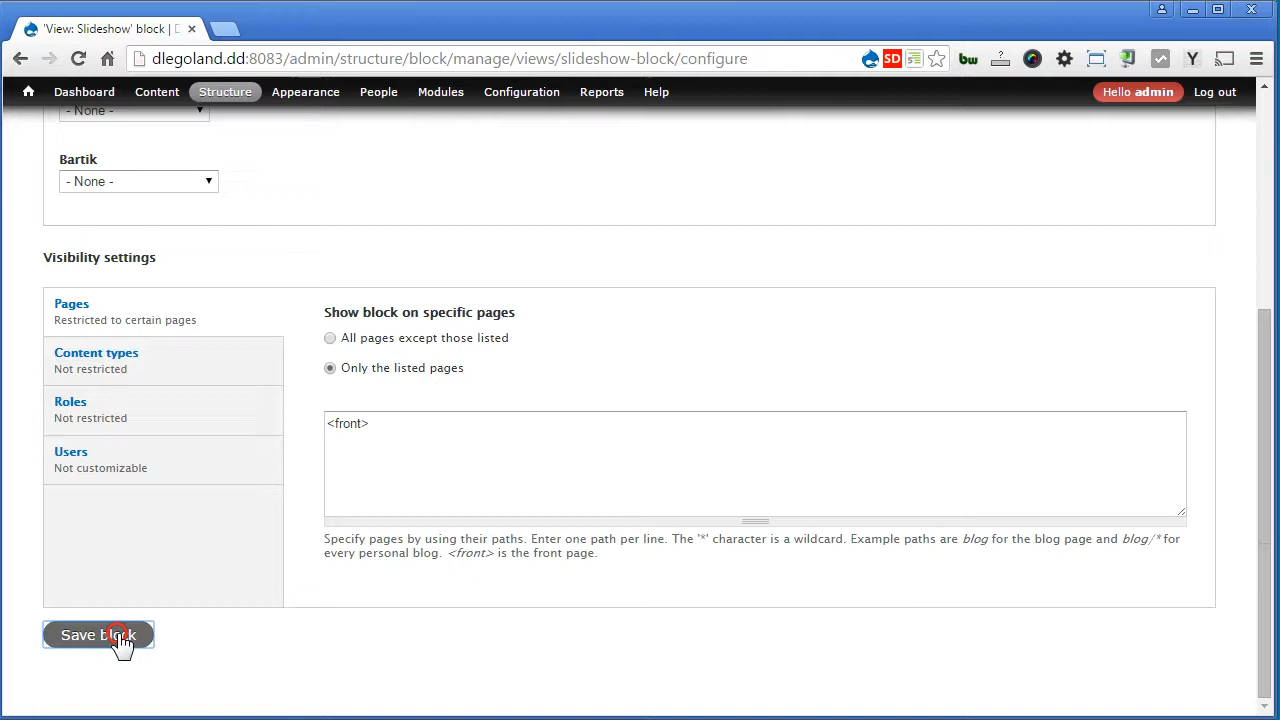 'View: Slideshow' block | D
dleggland.dd:8083/admin/structure/block/manage/views/slideshow-block/configure
SD
bw
Y
Dashboard Content Structure Appearance People Modules Configuration Reports Help Hello admin Log out
- None -
Bartik
- None -
Visibility settings
Pages
Restricted to certain pages
Content types
Not restricted
Roles
Not restricted
Users
Not customizable
Show block on specific pages
All pages except those listed
Only the listed pages
<front>
Specify pages by using their paths. Enter one path per line. The '*' character is a wildcard. Example paths are blog for the blog page and blog/* for
every personal blog. <front> is the front page.
Save block